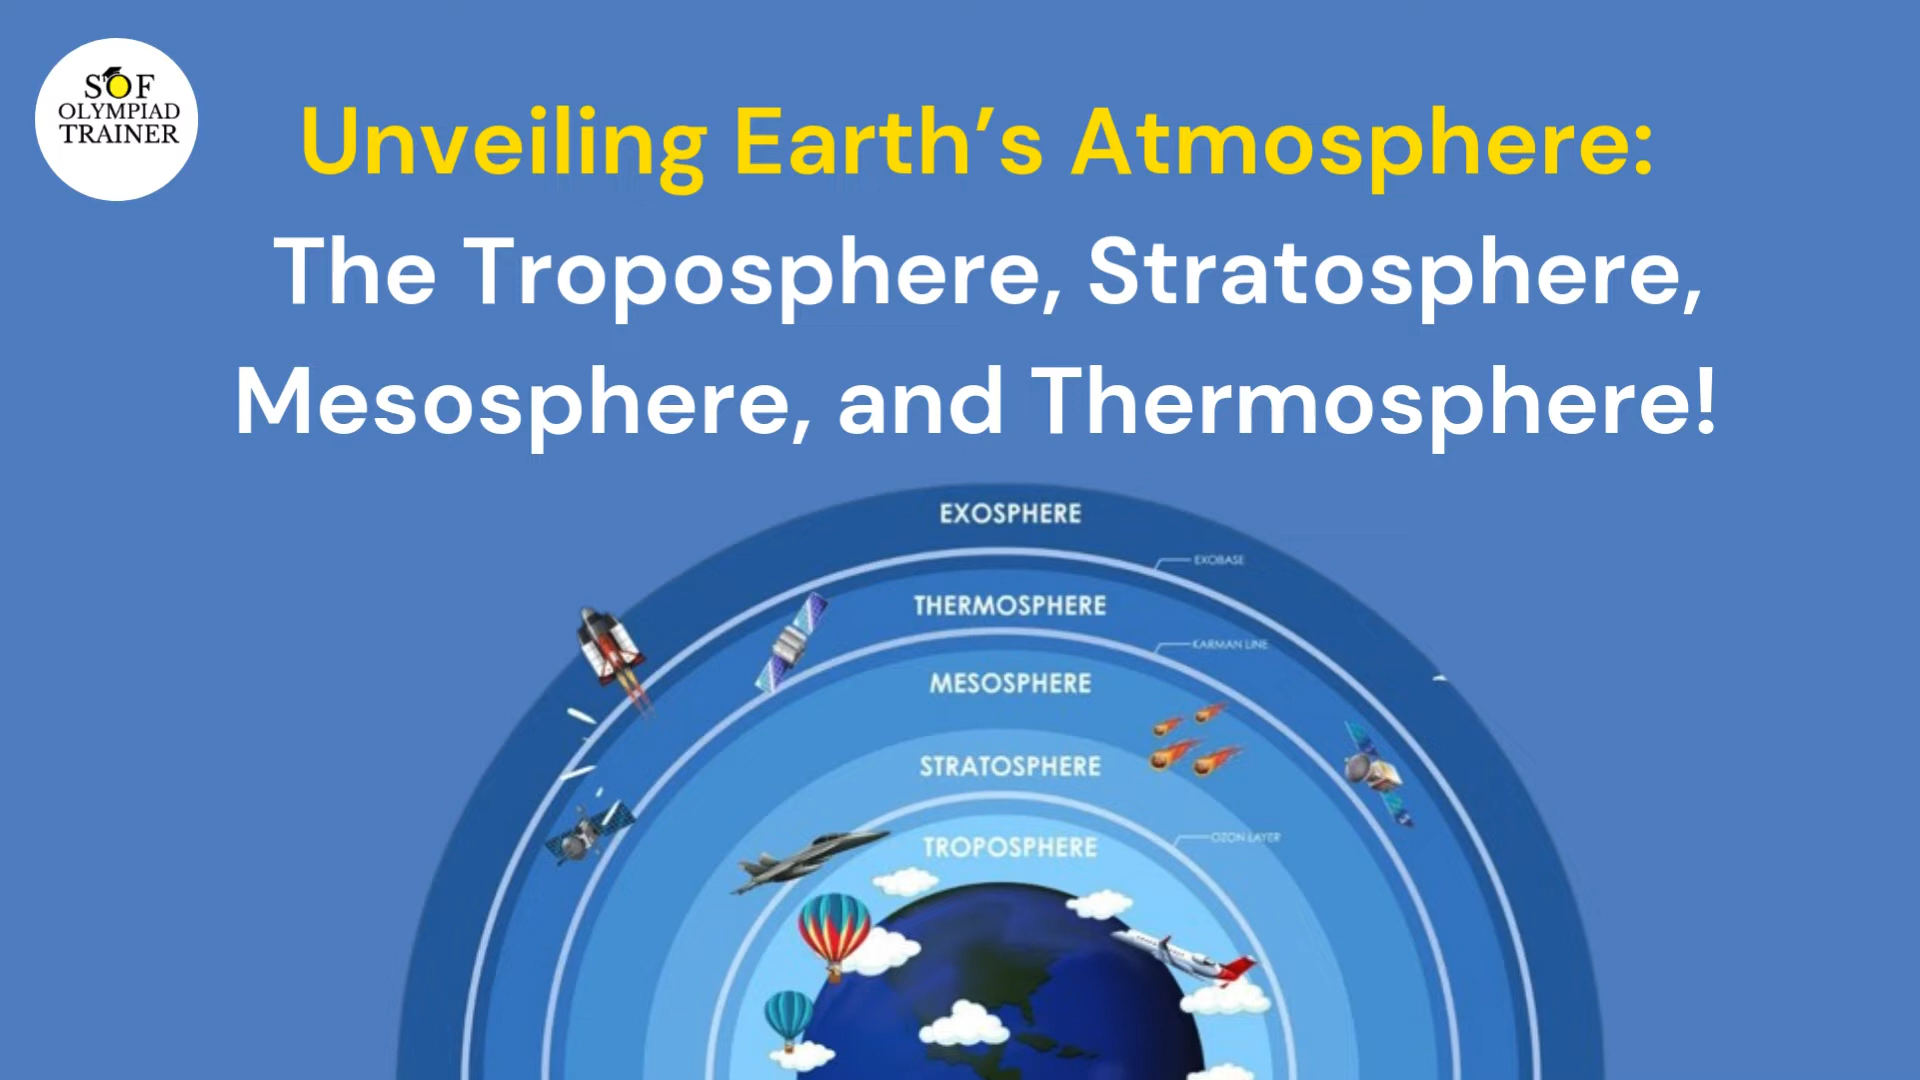 SOF
OLYMPIAD
TRAINER
Unveiling Earth’s Atmosphere:
The Troposphere, Stratosphere,
Mesosphere, and Thermosphere!
EXOSPHERE
EXOBASE
THERMOSPHERE
KARMAN LINE
MESOSPHERE
STRATOSPHERE
OZON LAYER
TROPOSPHERE